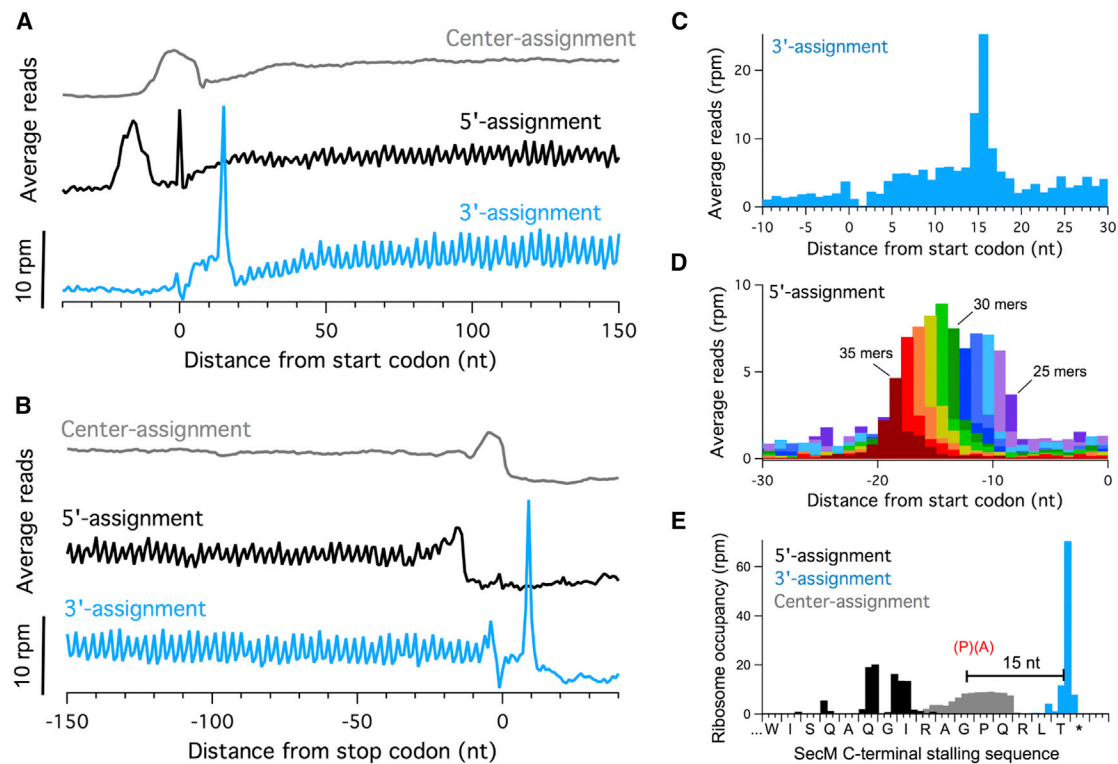 A
Center-assignment
5'-assignment
3'-assignment
Average reads
10 rpm
0 50 100 150
Distance from start codon (nt)
B
Center-assignment
5'-assignment
3'-assignment
Average reads
10 rpm
-150 -100 -50 0
Distance from stop codon (nt)
C
3'-assignment
Average reads (rpm)
20
10
0
-10 -5 0 5 10 15 20 25 30
Distance from start codon (nt)
D
5'-assignment
30 mers
35 mers
25 mers
Average reads (rpm)
10
5
0
-30 -20 -10 0
Distance from start codon (nt)
E
5'-assignment
3'-assignment
Center-assignment
(P)(A)
15 nt
Ribosome occupancy (rpm)
60
40
20
0
...W I S Q A Q G I R A G P Q R L T *
SecM C-terminal stalling sequence